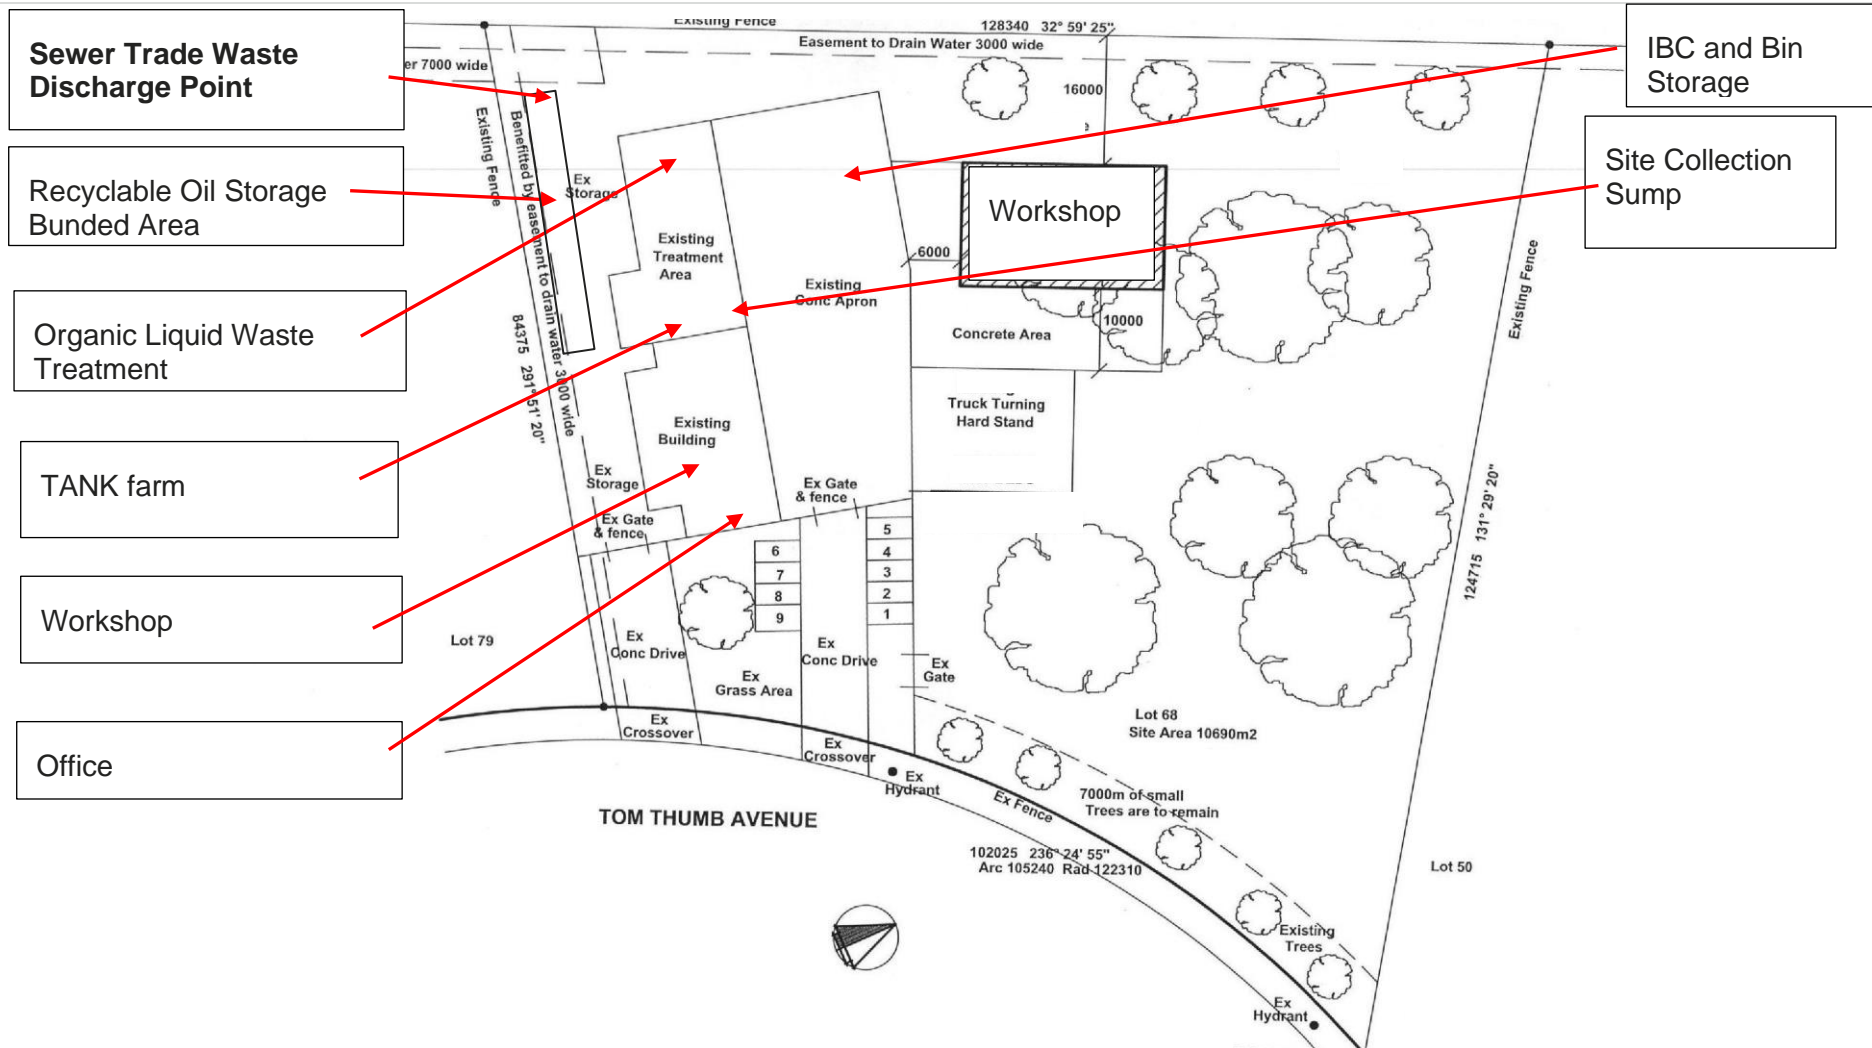 Sewer Trade Waste
Discharge Point
Recyclable Oil Storage
Bunded Area
Organic Liquid Waste
Treatment
TANK farm
Workshop
Office
IBC and Bin
Storage
Site Collection
Sump
Existing Fence
128340 32° 59' 25"
Easement to Drain Water 3000 wide
er 7000 wide
16000
Existing Fence
Benefitted by easement to drain water 3000 wide
84375 291° 51' 20"
Ex
Storage
Existing
Treatment
Area
Existing
Conc Apron
6000
Workshop
10000
Concrete Area
Truck Turning
Hard Stand
Existing Fence
124715 131° 29' 20"
Existing
Building
Ex
Storage
Ex Gate
& fence
Ex Gate
& fence
5
4
3
2
1
6
7
8
9
Lot 79
Ex
Conc Drive
Ex
Grass Area
Ex
Conc Drive
Ex
Gate
Ex
Crossover
Ex
Crossover
Ex
Hydrant
Lot 68
Site Area 10690m2
7000m of small
Trees are to remain
Ex Fence
TOM THUMB AVENUE
102025 236° 24' 55"
Arc 105240 Rad 122310
Lot 50
Existing
Trees
Ex
Hydrant